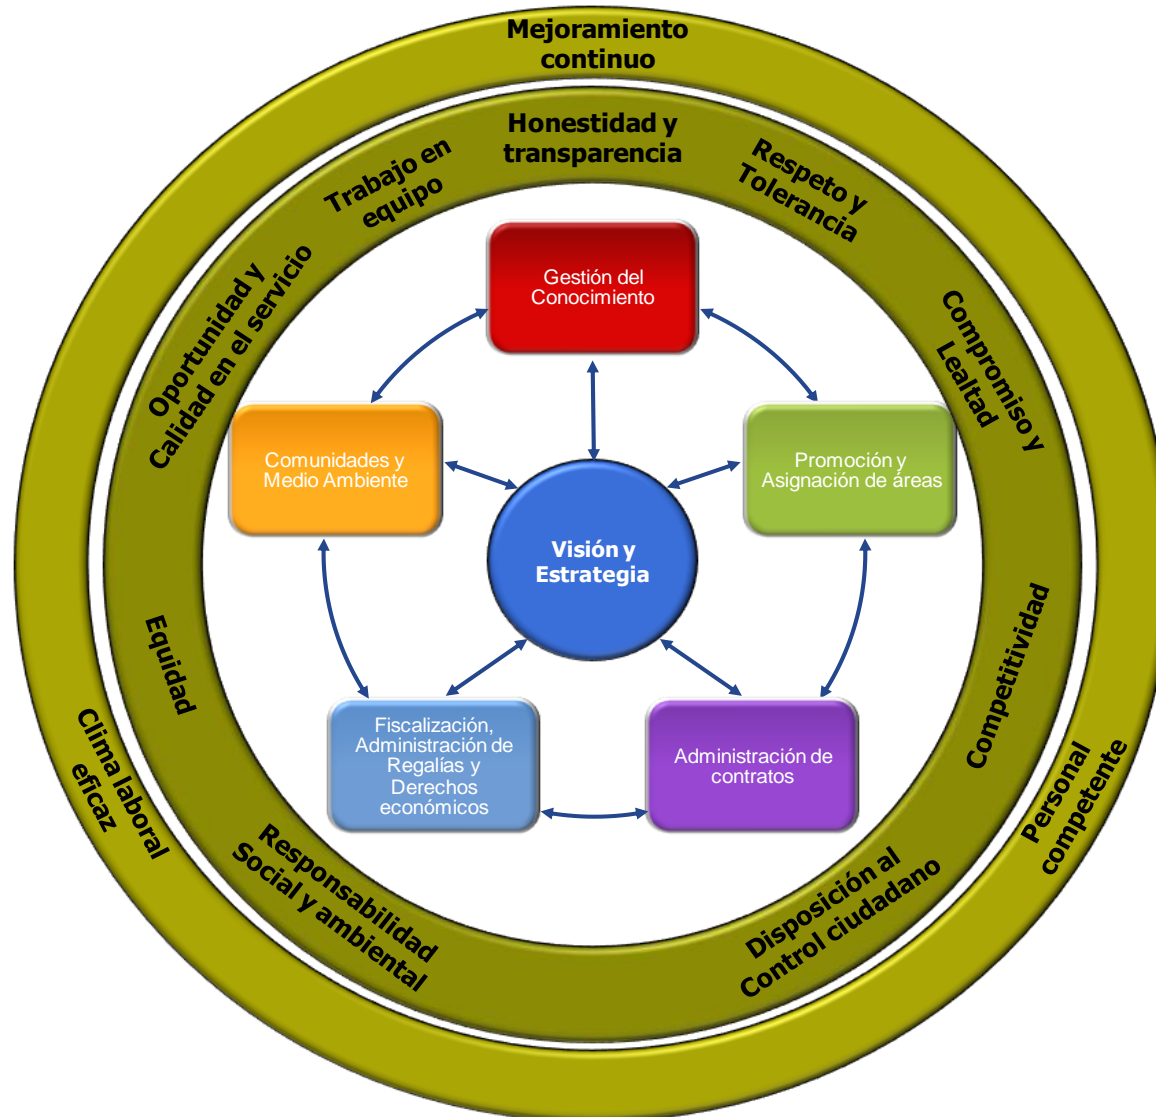 Mejoramiento
continuo
Honestidad y
transparencia
Trabajo en
equipo
Respeto y
Tolerancia
Oportunidad y
Calidad en el servicio
Compromiso y
Lealtad
Gestión del
Conocimiento
Comunidades y
Medio Ambiente
Promoción y
Asignación de áreas
Visión y
Estrategia
Equidad
Competitividad
Fiscalización,
Administración de
Regalías y
Derechos
económicos
Administración de
contratos
Clima laboral
eficaz
Personal
competente
Responsabilidad
Social y ambiental
Disposición al
Control ciudadano